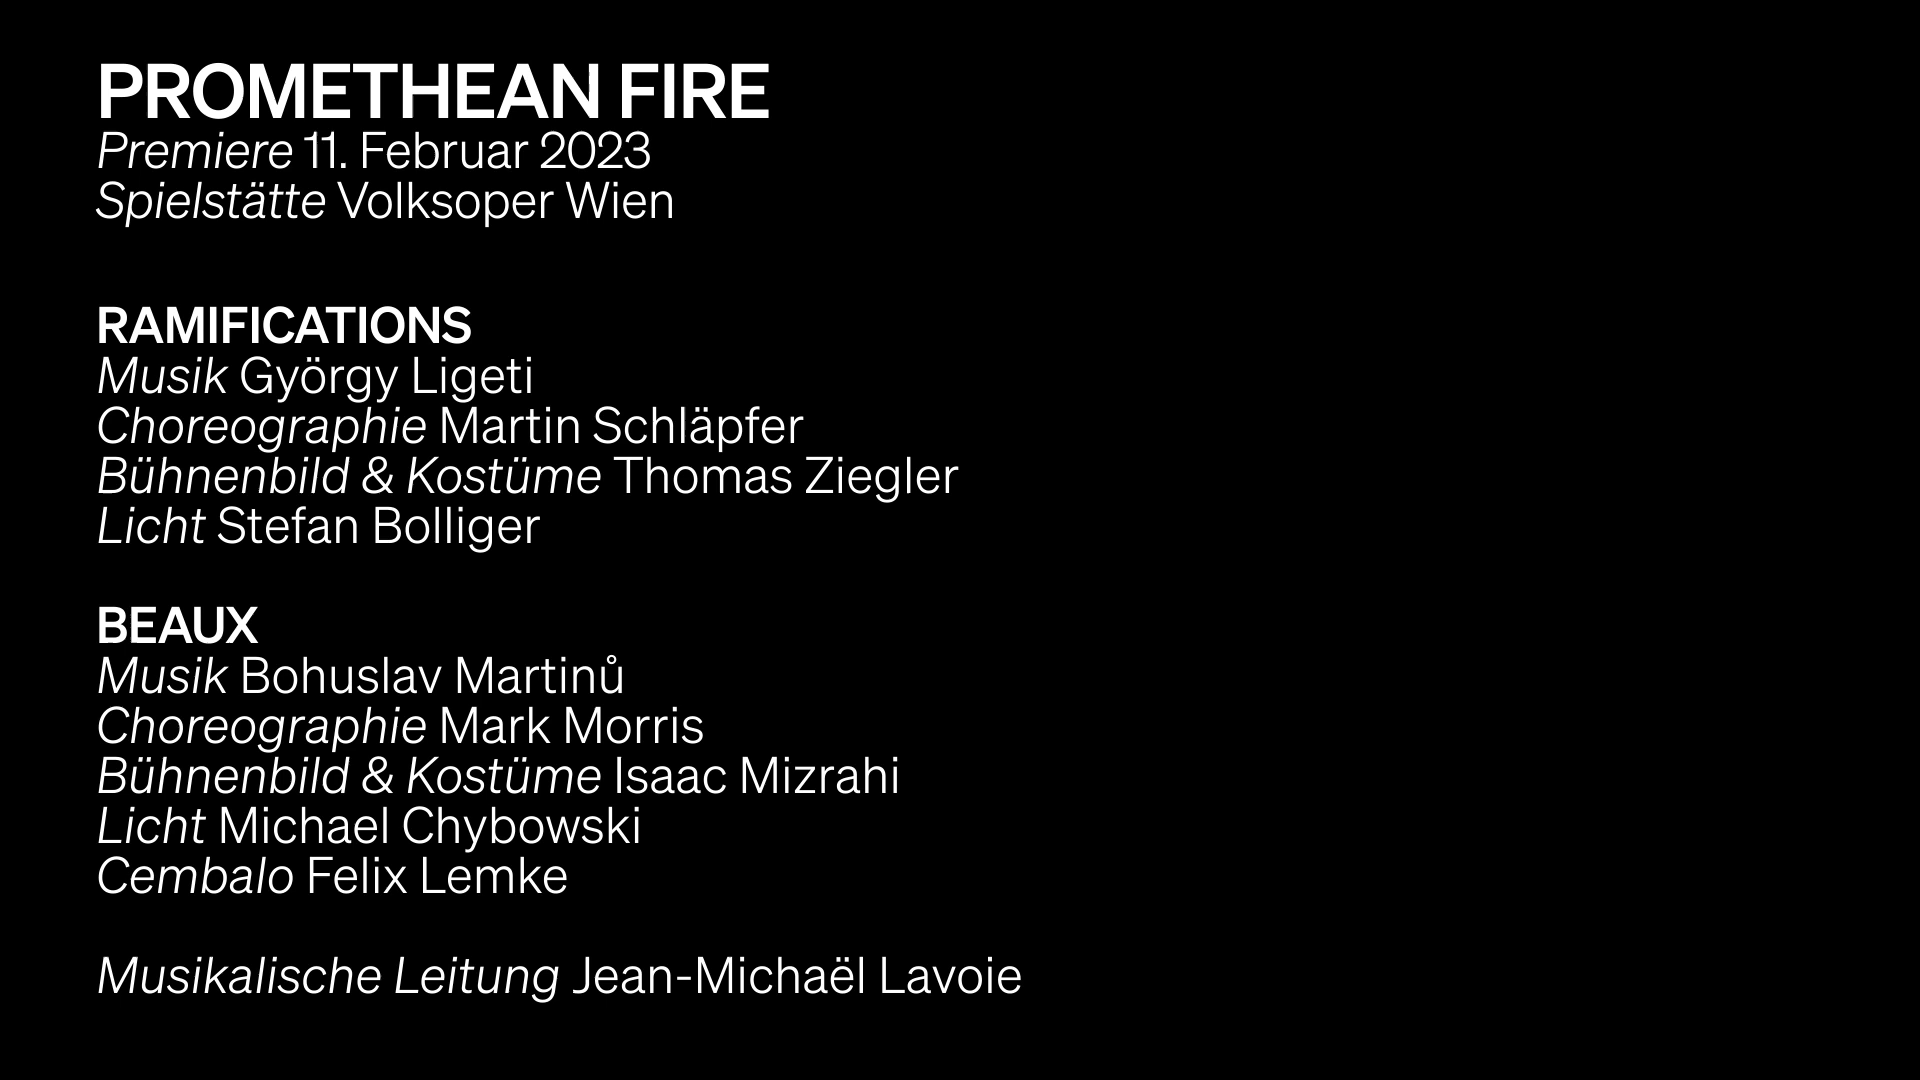 PROMETHEAN FIRE
Premiere 11. Februar 2023
Spielstätte Volksoper Wien
RAMIFICATIONS
Musik György Ligeti
Choreographie Martin Schläpfer
Bühnenbild & Kostüme Thomas Ziegler
Licht Stefan Bolliger
BEAUX
Musik Bohuslav Martinů
Choreographie Mark Morris
Bühnenbild & Kostüme Isaac Mizrahi
Licht Michael Chybowski
Cembalo Felix Lemke
Musikalische Leitung Jean-Michaël Lavoie